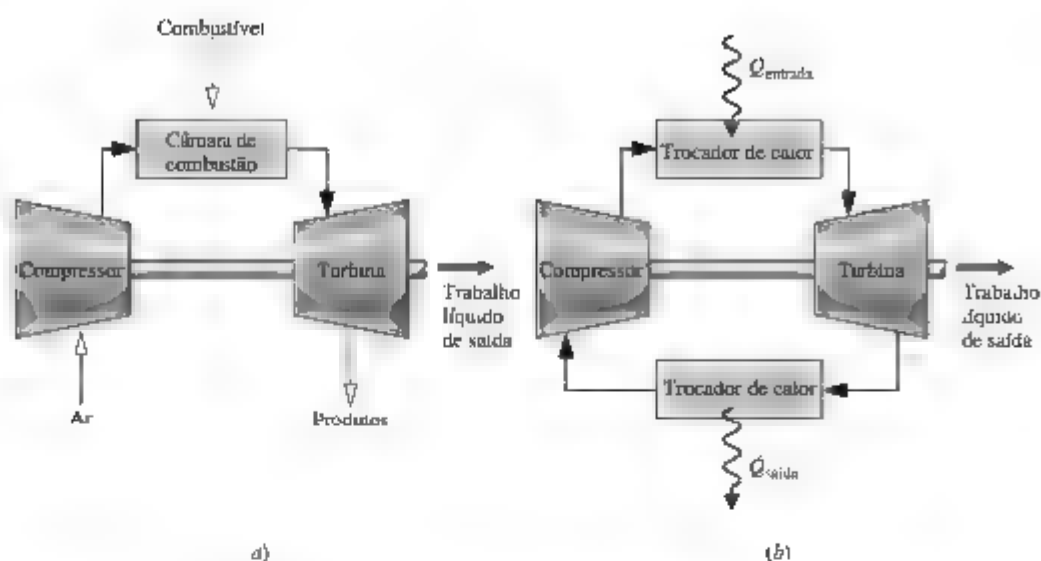 Combustível
Câmara de
combustão
Compressor
Turbina
Trabalho
líquido
de saída
Ar
Produtos
a)
Q entrada
Trocador de calor
Compressor
Turbina
Trabalho
líquido
de saída
Trocador de calor
Q saída
(b)